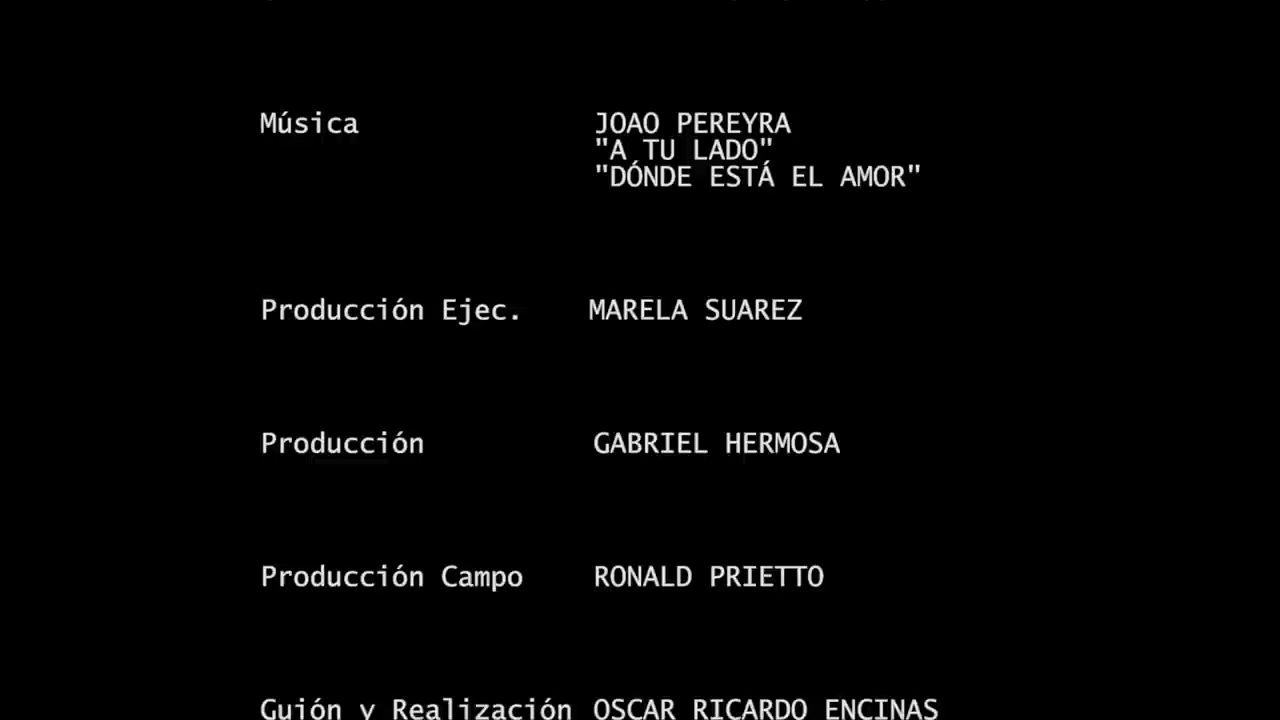 Música JOAO PEREYRA
"A TU LADO"
"DÓNDE ESTÁ EL AMOR"
Producción Ejec. MARELA SUAREZ
Producción GABRIEL HERMOSA
Producción Campo RONALD PRIETTO
Guión y Realización OSCAR RICARDO ENCINAS